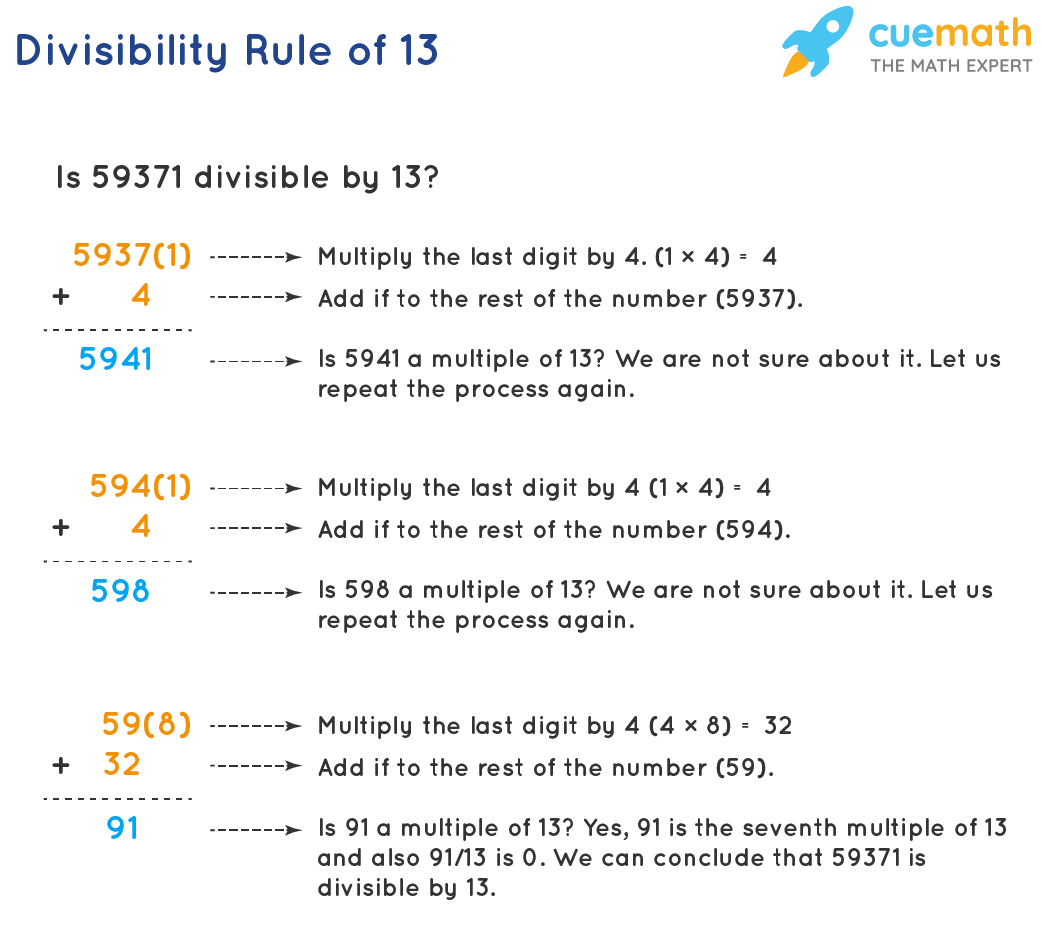 Divisibility Rule of 13
cuemath
THE MATH EXPERT
Is 59371 divisible by 13?
5937(1) Multiply the last digit by 4. (1 × 4) = 4
+ 4 Add if to the rest of the number (5937).
5941 Is 5941 a multiple of 13? We are not sure about it. Let us
repeat the process again.
594(1) Multiply the last digit by 4 (1 × 4) = 4
+ 4 Add if to the rest of the number (594).
598 Is 598 a multiple of 13? We are not sure about it. Let us
repeat the process again.
59(8) Multiply the last digit by 4 (4 × 8) = 32
+ 32 Add if to the rest of the number (59).
91 Is 91 a multiple of 13? Yes, 91 is the seventh multiple of 13
and also 91/13 is 0. We can conclude that 59371 is
divisible by 13.